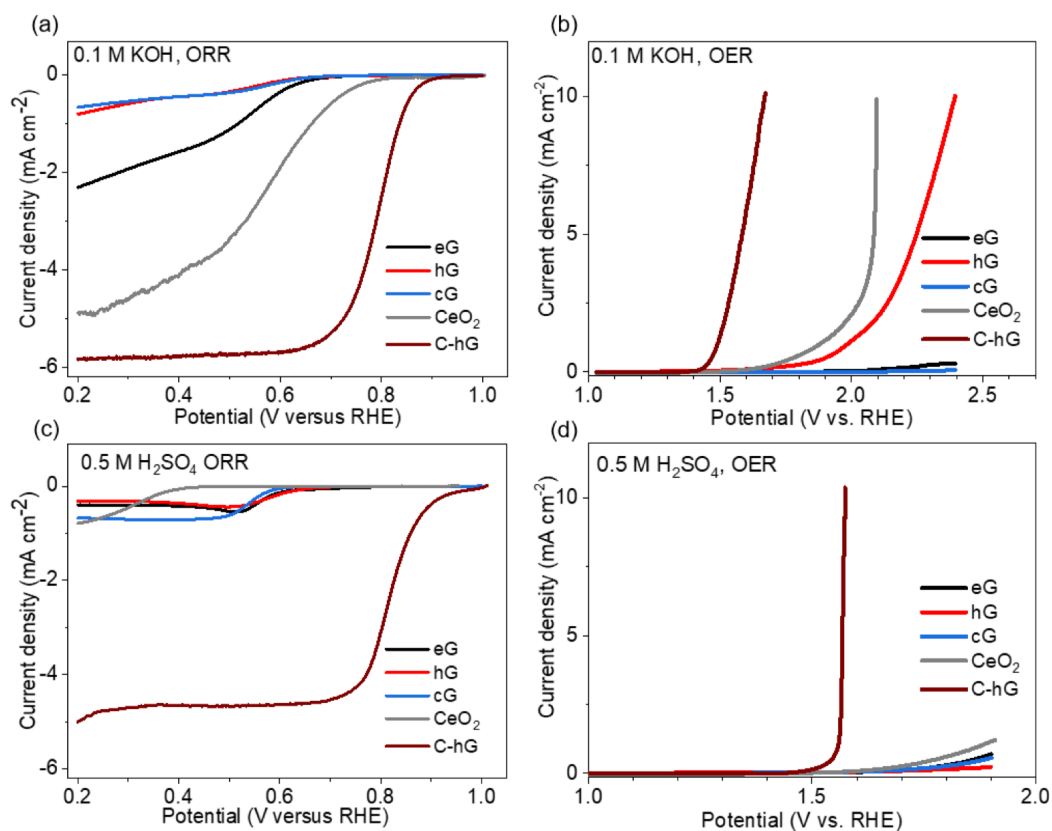 (a)
0.1 M KOH, ORR
0
-2
-4
-6
0.2 0.4 0.6 0.8 1.0
Current density (mA cm⁻²)
Potential (V versus RHE)
eG
hG
cG
CeO₂
C-hG
(b)
0.1 M KOH, OER
10
5
0
1.0 1.5 2.0 2.5
Current density (mA cm⁻²)
Potential (V vs. RHE)
eG
hG
cG
CeO₂
C-hG
(c)
0.5 M H₂SO₄ ORR
0
-2
-4
-6
0.2 0.4 0.6 0.8 1.0
Current density (mA cm⁻²)
Potential (V versus RHE)
eG
hG
cG
CeO₂
C-hG
(d)
0.5 M H₂SO₄, OER
10
5
0
1.0 1.5 2.0
Current density (mA cm⁻²)
Potential (V vs. RHE)
eG
hG
cG
CeO₂
C-hG